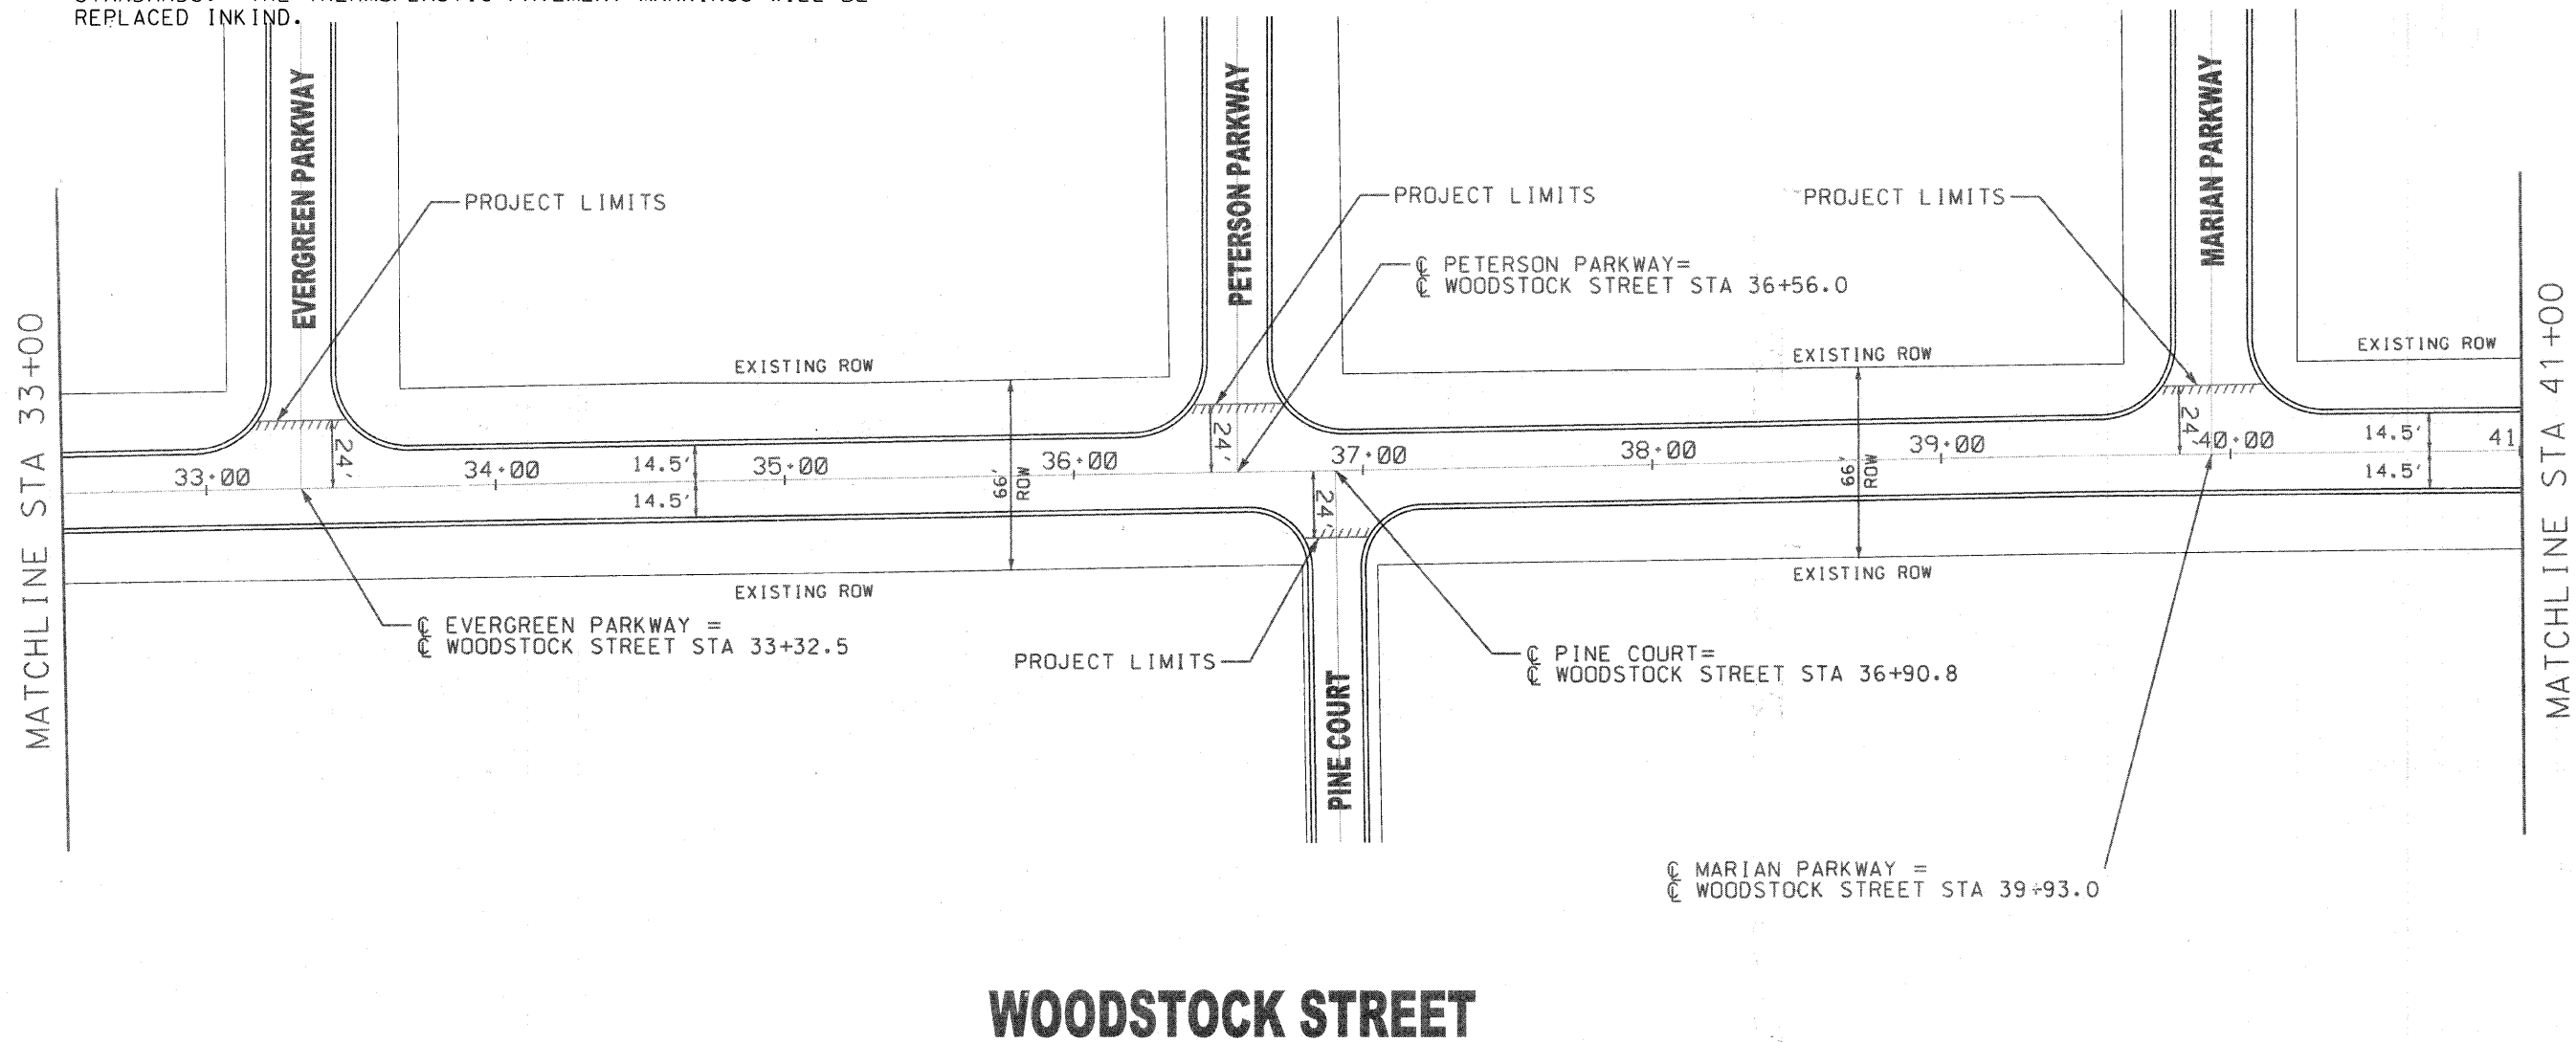 REPLACED INKIND.
EVERGREEN PARKWAY
PETERSON PARKWAY
MARIAN PARKWAY
PROJECT LIMITS
PROJECT LIMITS
PROJECT LIMITS
℄ PETERSON PARKWAY=
℄ WOODSTOCK STREET STA 36+56.0
MATCHLINE STA 33+00
MATCHLINE STA 41+00
EXISTING ROW
EXISTING ROW
EXISTING ROW
24'
24'
24'
33+00
34+00
14.5'
35+00
36+00
37+00
38+00
39+00
40+00
14.5'
41
14.5'
14.5'
66' ROW
66' ROW
24'
EXISTING ROW
EXISTING ROW
℄ EVERGREEN PARKWAY =
℄ WOODSTOCK STREET STA 33+32.5
PROJECT LIMITS
℄ PINE COURT=
℄ WOODSTOCK STREET STA 36+90.8
PINE COURT
℄ MARIAN PARKWAY =
℄ WOODSTOCK STREET STA 39+93.0
WOODSTOCK STREET